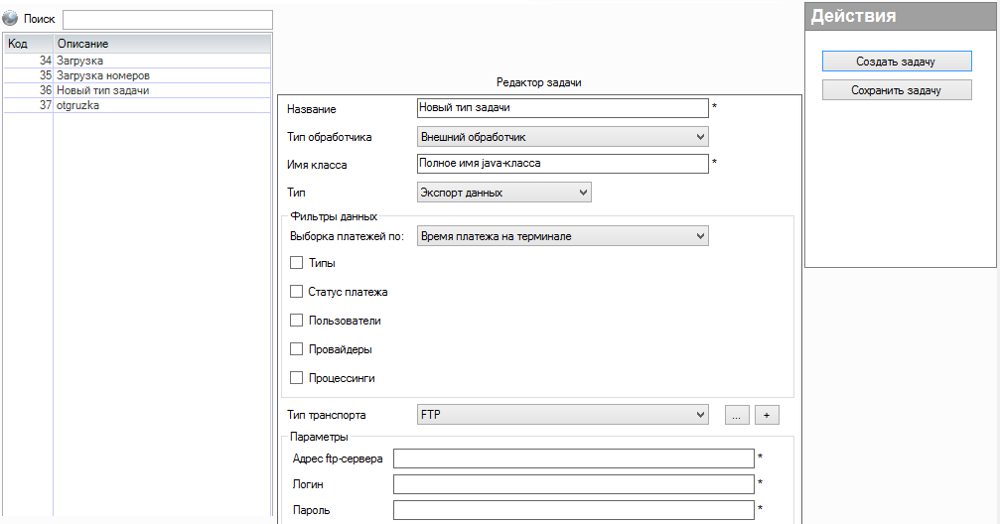 Поиск
Код Описание
34 Загрузка
35 Загрузка номеров
36 Новый тип задачи
37 otgruzka
Редактор задачи
Название Новый тип задачи *
Тип обработчика Внешний обработчик
Имя класса Полное имя java-класса *
Тип Экспорт данных
Фильтры данных
Выборка платежей по: Время платежа на терминале
Типы
Статус платежа
Пользователи
Провайдеры
Процессинги
Тип транспорта FTP ... +
Параметры
Адрес ftp-сервера *
Логин *
Пароль *
Действия
Создать задачу
Сохранить задачу